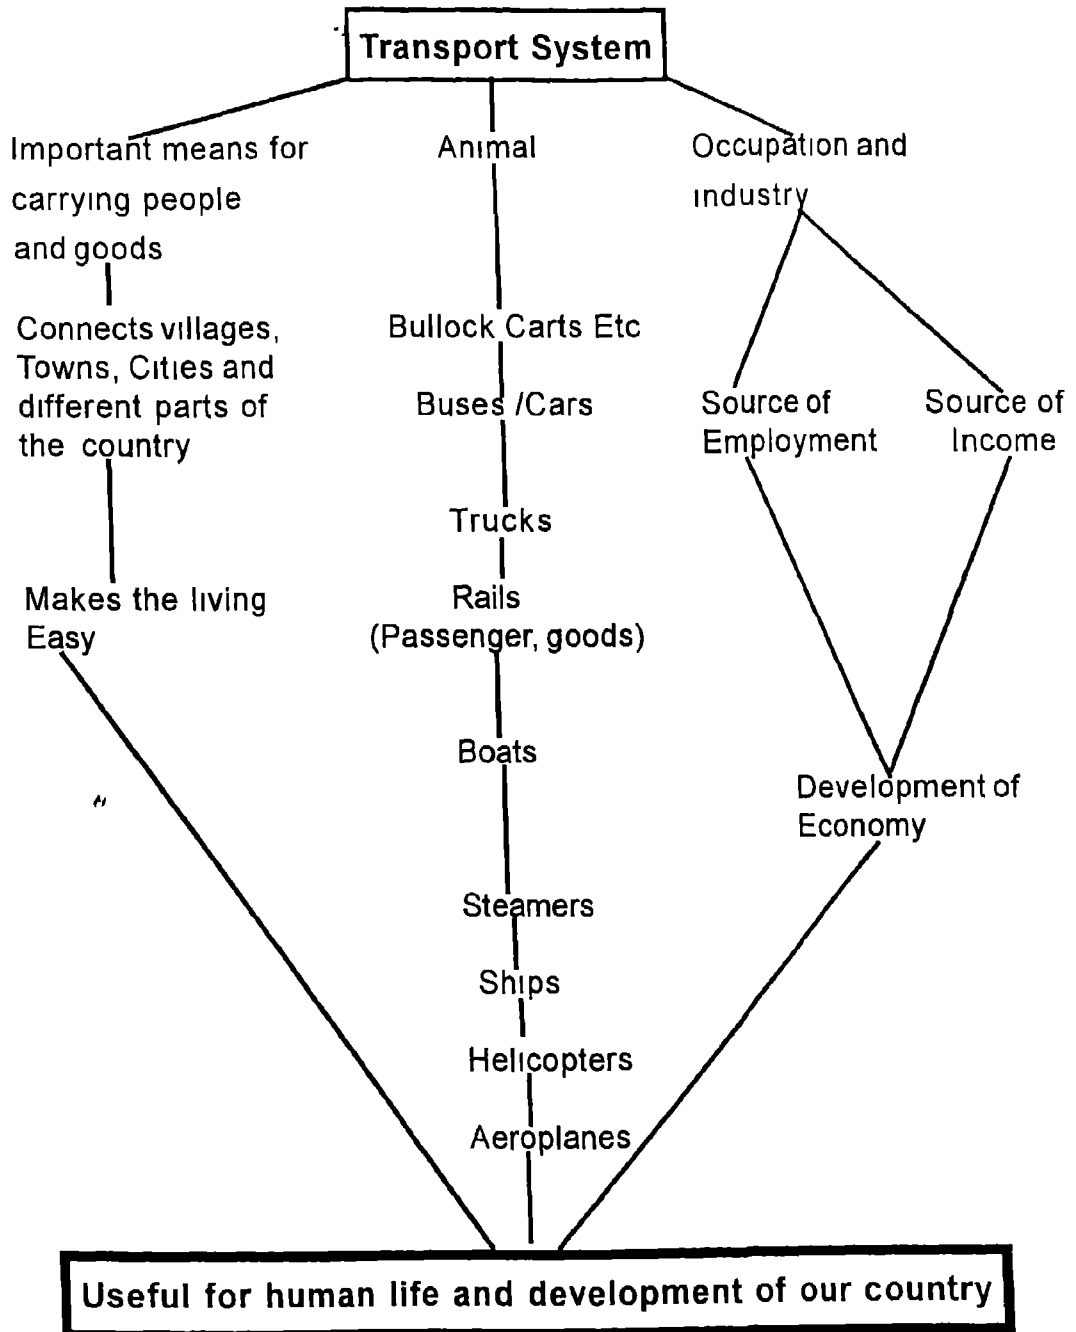 Transport System
Important means for
carrying people
and goods
Connects villages,
Towns, Cities and
different parts of
the country
Makes the living
Easy
Animal
Bullock Carts Etc
Buses /Cars
Trucks
Rails
(Passenger, goods)
Boats
Steamers
Ships
Helicopters
Aeroplanes
Occupation and
industry
Source of
Employment
Source of
Income
Development of
Economy
Useful for human life and development of our country